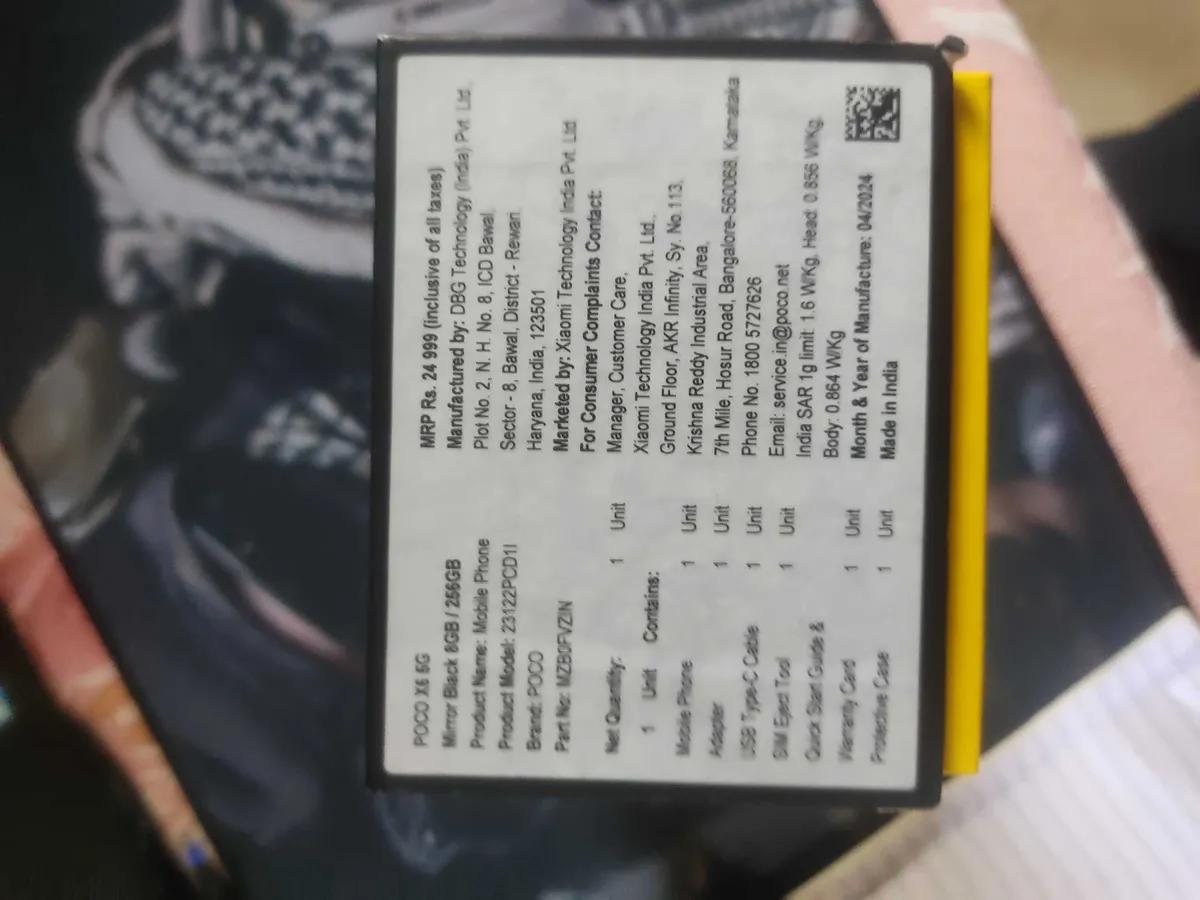 POCO X6 5G
Mirror Black 8GB / 256GB
Product Name: Mobile Phone
Product Model: 23122PCD1I
Brand: POCO
Part No: MZB0FVZIN
Net Quantity: 1 Unit
1 Unit Contains:
Mobile Phone 1 Unit
Adapter 1 Unit
USB Type-C Cable 1 Unit
SIM Eject Tool 1 Unit
Quick Start Guide &
Warranty Card 1 Unit
Protective Case 1 Unit
MRP Rs. 24 999 (inclusive of all taxes)
Manufactured by: DBG Technology (India) Pvt. Ltd.
Plot No. 2, N. H. No. 8, ICD Bawal,
Sector - 8, Bawal, District - Rewari,
Haryana, India, 123501
Marketed by: Xiaomi Technology India Pvt. Ltd
For Consumer Complaints Contact:
Manager, Customer Care,
Xiaomi Technology India Pvt. Ltd.,
Ground Floor, AKR Infinity, Sy. No.113,
Krishna Reddy Industrial Area,
7th Mile, Hosur Road, Bangalore-560068, Karnataka
Phone No. 1800 5727626
Email: service.in@poco.net
India SAR 1g limit: 1.6 W/Kg, Head: 0.856 W/Kg,
Body: 0.864 W/Kg
Month & Year of Manufacture: 04/2024
Made in India